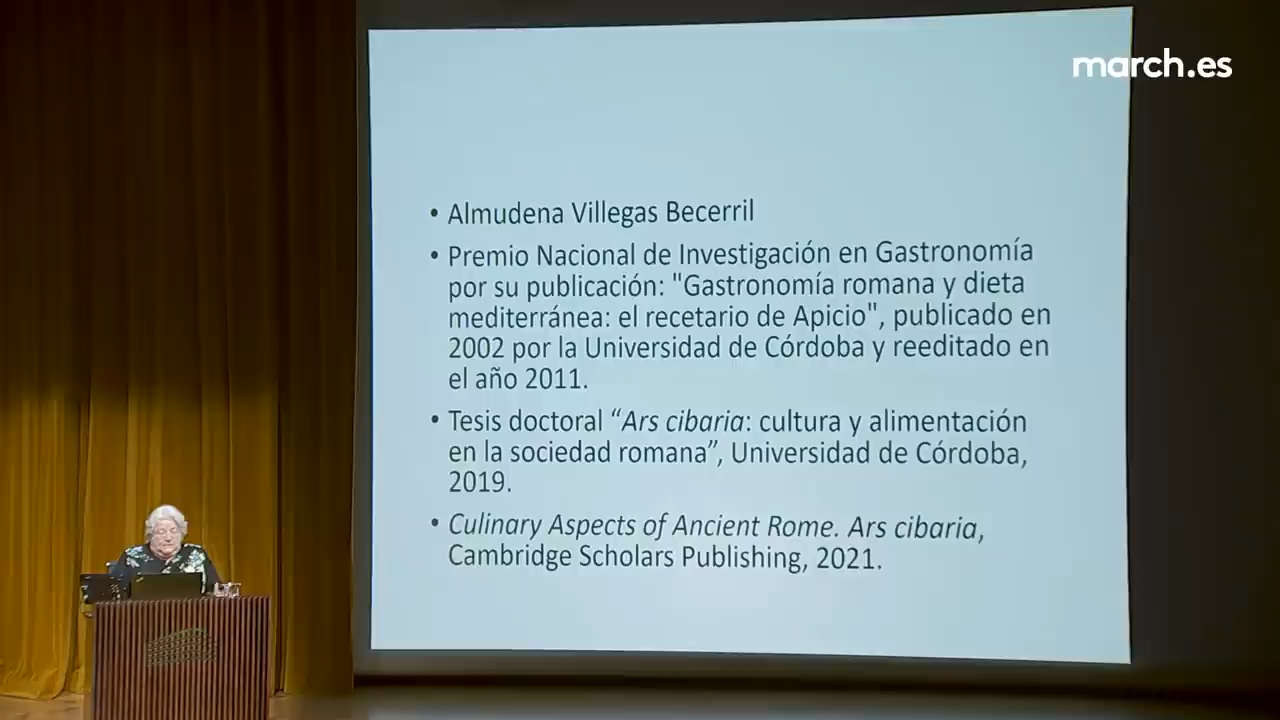 march.es
• Almudena Villegas Becerril
• Premio Nacional de Investigación en Gastronomía
por su publicación: "Gastronomía romana y dieta
mediterránea: el recetario de Apicio", publicado en
2002 por la Universidad de Córdoba y reeditado en
el año 2011.
• Tesis doctoral “Ars cibaria: cultura y alimentación
en la sociedad romana”, Universidad de Córdoba,
2019.
• Culinary Aspects of Ancient Rome. Ars cibaria,
Cambridge Scholars Publishing, 2021.